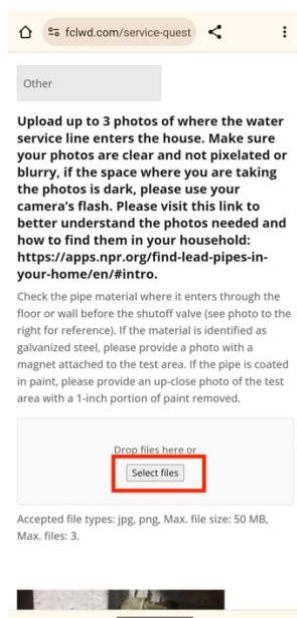 fclwd.com/service-quest
Other
Upload up to 3 photos of where the water
service line enters the house. Make sure
your photos are clear and not pixelated or
blurry, if the space where you are taking
the photos is dark, please use your
camera’s flash. Please visit this link to
better understand the photos needed and
how to find them in your household:
https://apps.npr.org/find-lead-pipes-in-
your-home/en/#intro.
Check the pipe material where it enters through the
floor or wall before the shutoff valve (see photo to the
right for reference). If the material is identified as
galvanized steel, please provide a photo with a
magnet attached to the test area. If the pipe is coated
in paint, please provide an up-close photo of the test
area with a 1-inch portion of paint removed.
Drop files here or
Select files
Accepted file types: jpg, png, Max. file size: 50 MB,
Max. files: 3.